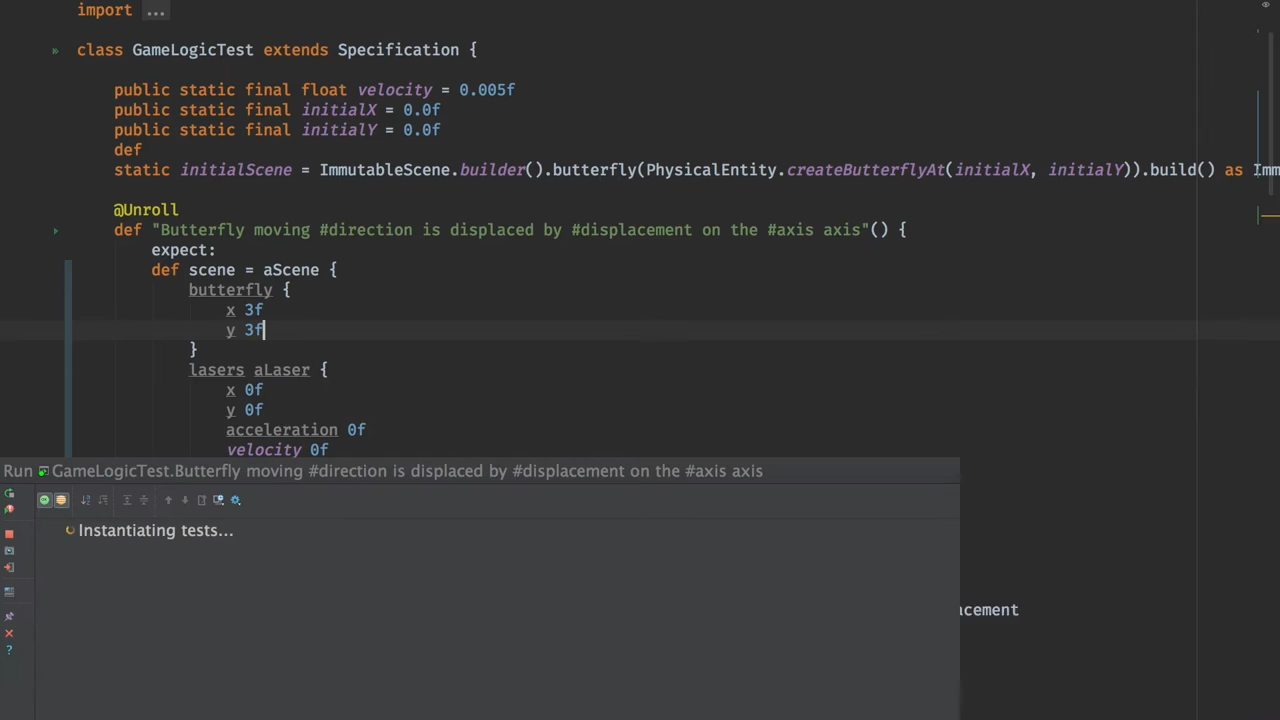 import ...
class GameLogicTest extends Specification {
public static final float velocity = 0.005f
public static final initialX = 0.0f
public static final initialY = 0.0f
def
static initialScene = ImmutableScene.builder().butterfly(PhysicalEntity.createButterflyAt(initialX, initialY)).build() as Imm
@Unroll
def "Butterfly moving #direction is displaced by #displacement on the #axis axis"() {
expect:
def scene = aScene {
butterfly {
x 3f
y 3f
}
lasers aLaser {
x 0f
y 0f
acceleration 0f
velocity 0f
Run GameLogicTest.Butterfly moving #direction is displaced by #displacement on the #axis axis
Instantiating tests...
acement